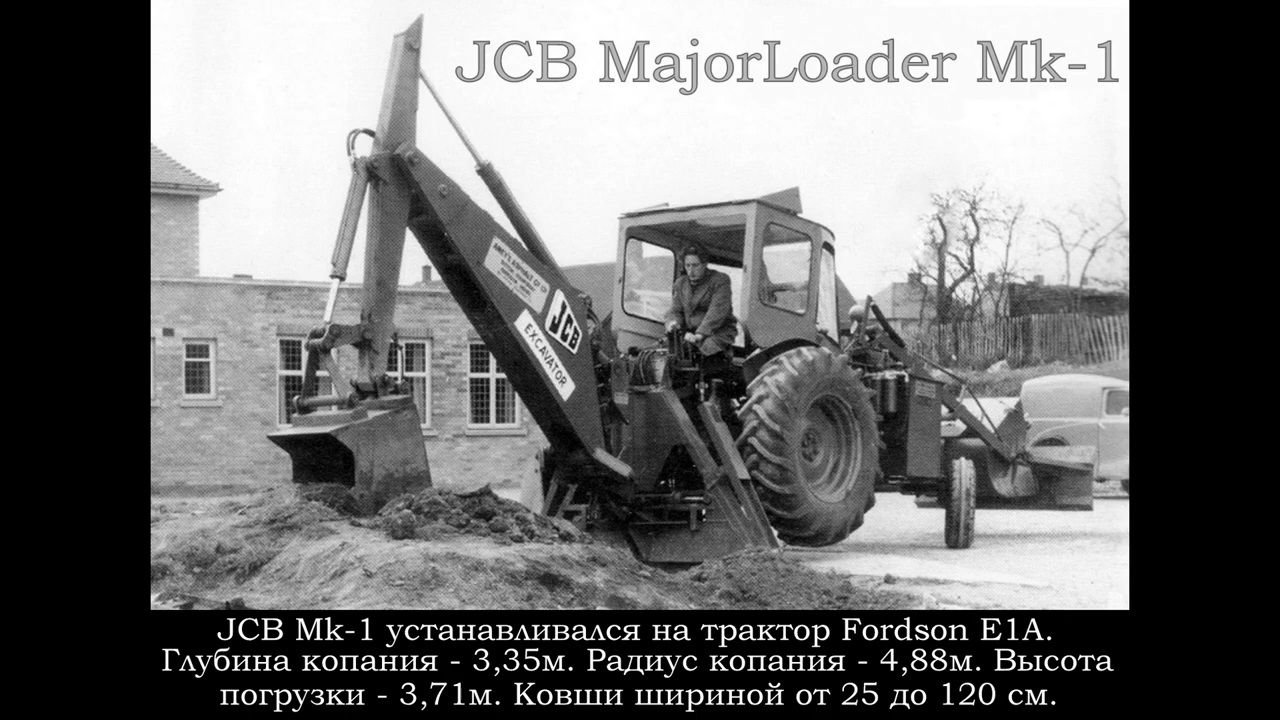 JCB MajorLoader Mk-1
JCB
EXCAVATOR
JCB Mk-1 устанавливался на трактор Fordson E1A.
Глубина копания - 3,35м. Радиус копания - 4,88м. Высота
погрузки - 3,71м. Ковши шириной от 25 до 120 см.